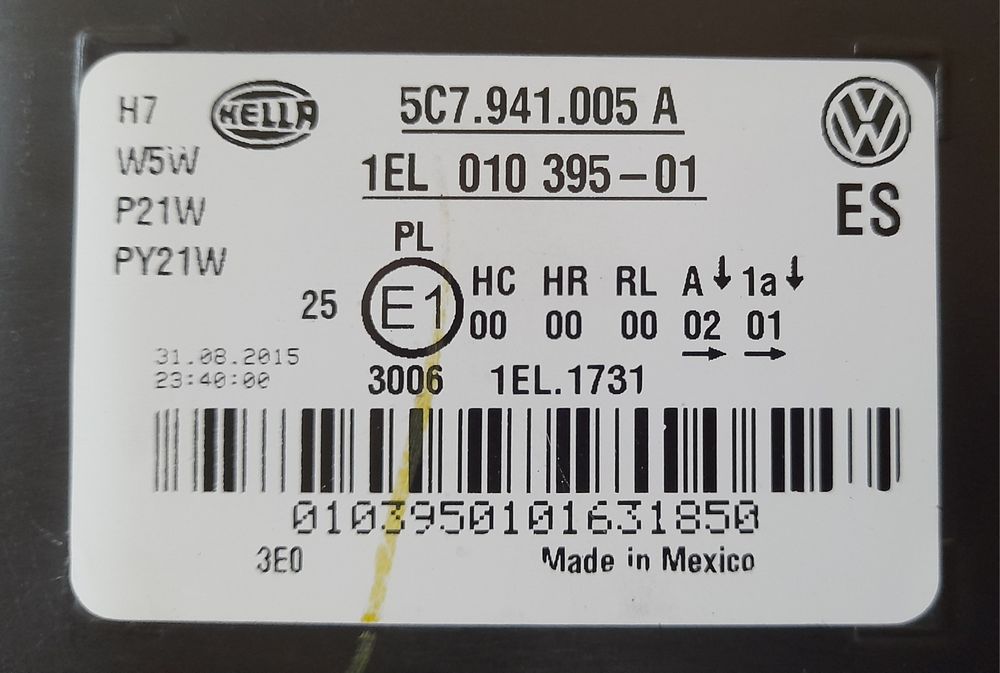 H7
HELLA
5C7.941.005 A
W5W
1EL 010 395-01
P21W
ES
PL
PY21W
HC HR RL A↓ 1a↓
25 E1
00 00 00 02 01
→ →
31.08.2015
23:40:00
3006 1EL.1731
0103950101631850
3E0 Made in Mexico